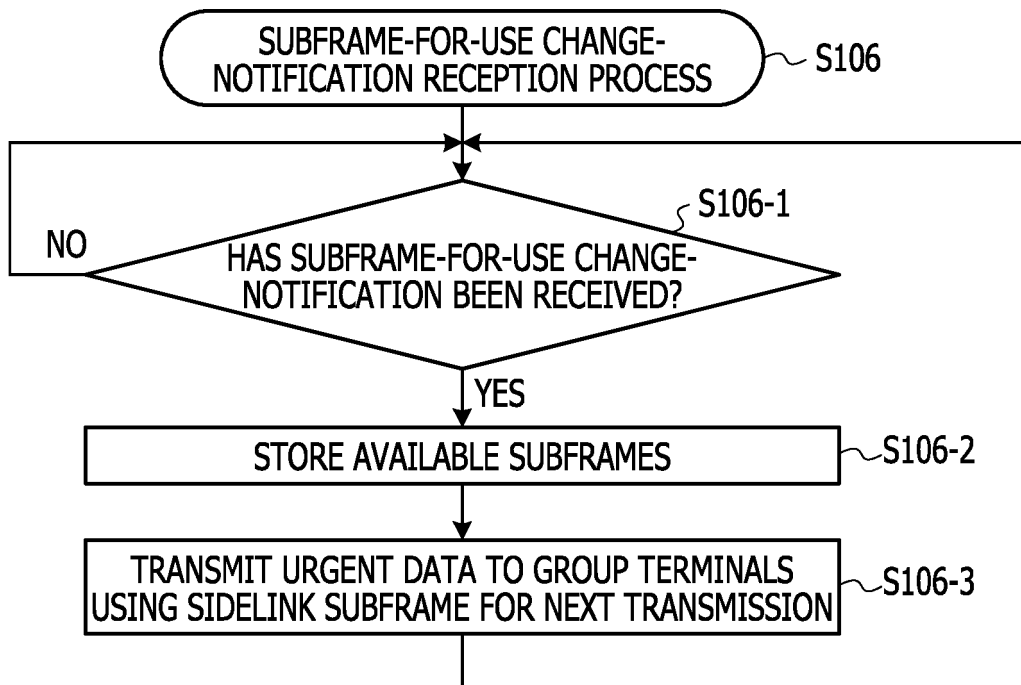 SUBFRAME-FOR-USE CHANGE-
NOTIFICATION RECEPTION PROCESS
S106
S106-1
NO
HAS SUBFRAME-FOR-USE CHANGE-
NOTIFICATION BEEN RECEIVED?
YES
STORE AVAILABLE SUBFRAMES
S106-2
TRANSMIT URGENT DATA TO GROUP TERMINALS
USING SIDELINK SUBFRAME FOR NEXT TRANSMISSION
S106-3